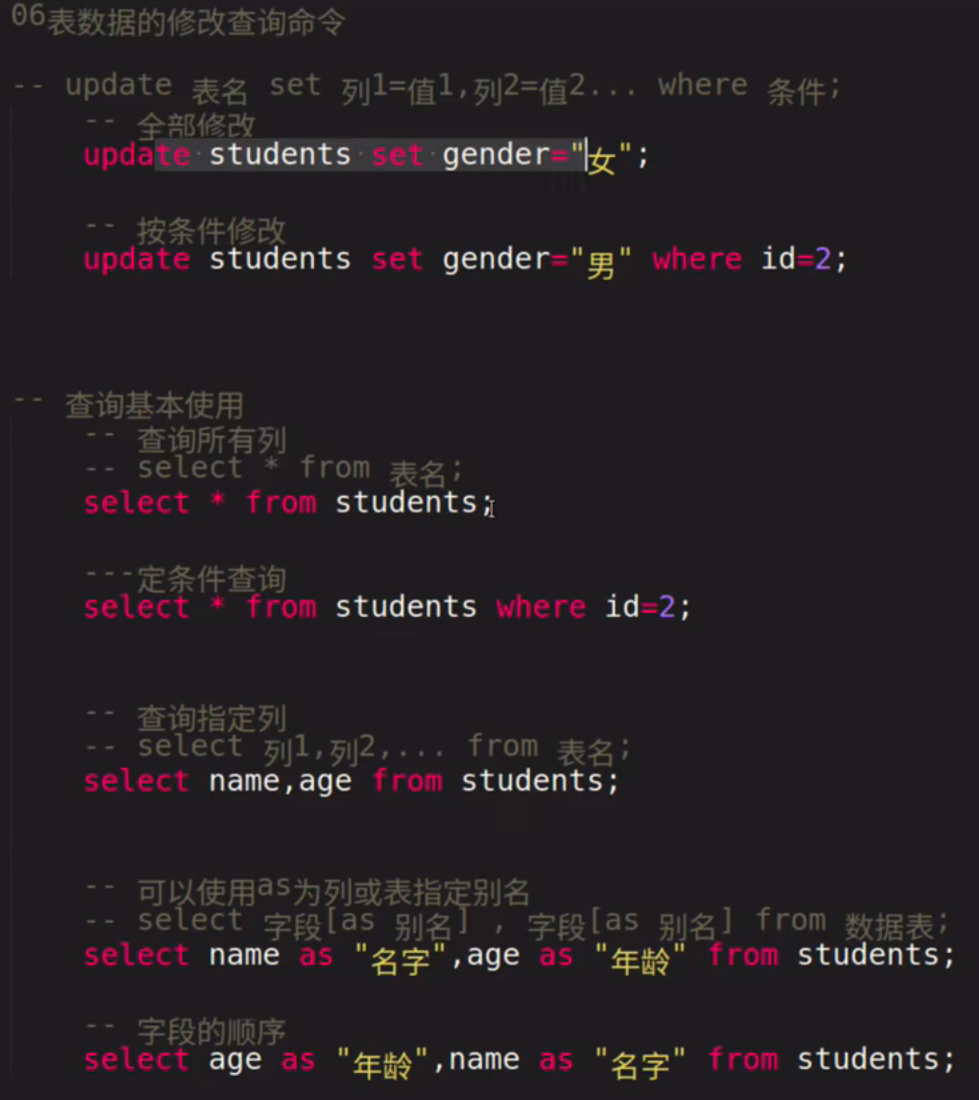 06表数据的修改查询命令
-- update 表名 set 列1=值1,列2=值2... where 条件;
-- 全部修改
update students set gender="女";
-- 按条件修改
update students set gender="男" where id=2;
-- 查询基本使用
-- 查询所有列
-- select * from 表名;
select * from students;
---定条件查询
select * from students where id=2;
-- 查询指定列
-- select 列1,列2,... from 表名;
select name,age from students;
-- 可以使用as为列或表指定别名
-- select 字段[as 别名] , 字段[as 别名] from 数据表;
select name as "名字",age as "年龄" from students;
-- 字段的顺序
select age as "年龄",name as "名字" from students;